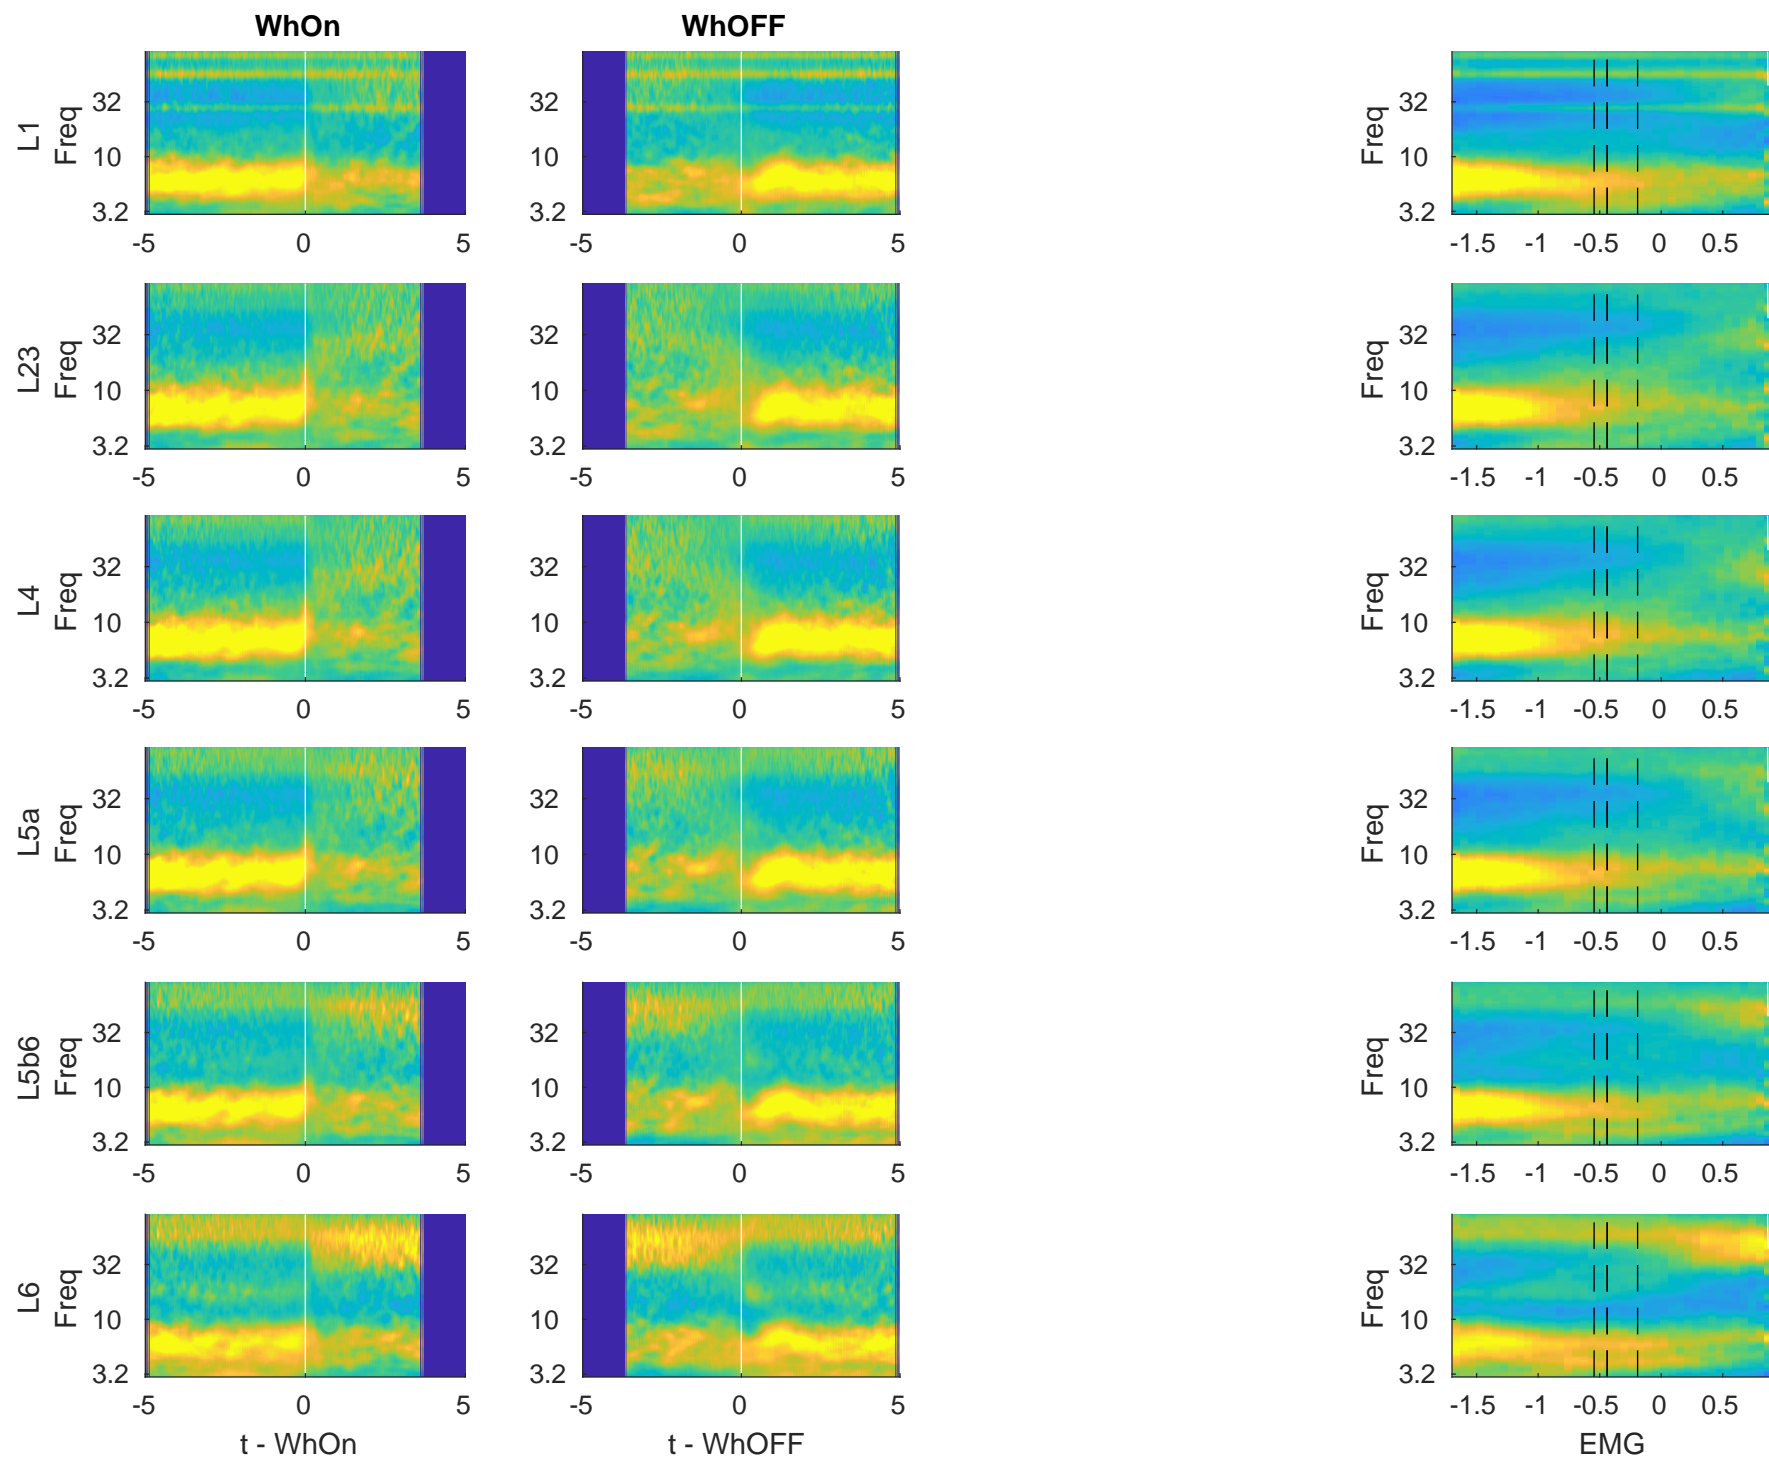 WhOn WhOFF
L1 Freq 32 10 3.2 32 10 3.2 Freq 32 10 3.2
-5 0 5 -5 0 5 -1.5 -1 -0.5 0 0.5
L23 Freq 32 10 3.2 32 10 3.2 Freq 32 10 3.2
-5 0 5 -5 0 5 -1.5 -1 -0.5 0 0.5
L4 Freq 32 10 3.2 32 10 3.2 Freq 32 10 3.2
-5 0 5 -5 0 5 -1.5 -1 -0.5 0 0.5
L5a Freq 32 10 3.2 32 10 3.2 Freq 32 10 3.2
-5 0 5 -5 0 5 -1.5 -1 -0.5 0 0.5
L5b6 Freq 32 10 3.2 32 10 3.2 Freq 32 10 3.2
-5 0 5 -5 0 5 -1.5 -1 -0.5 0 0.5
L6 Freq 32 10 3.2 32 10 3.2 Freq 32 10 3.2
-5 0 5 -5 0 5 -1.5 -1 -0.5 0 0.5
t - WhOn t - WhOFF EMG